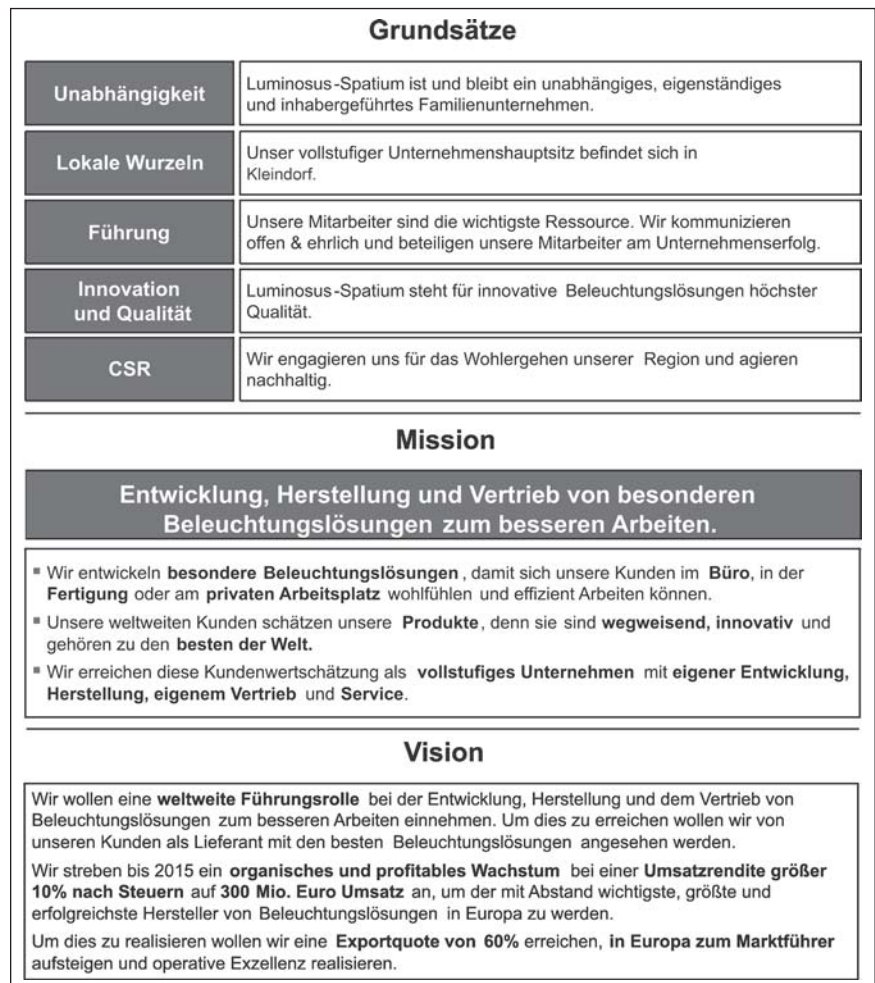 Grundsätze
Unabhängigkeit
Luminosus-Spatium ist und bleibt ein unabhängiges, eigenständiges
und inhabergeführtes Familienunternehmen.
Lokale Wurzeln
Unser vollstufiger Unternehmenshauptsitz befindet sich in
Kleindorf.
Führung
Unsere Mitarbeiter sind die wichtigste Ressource. Wir kommunizieren
offen & ehrlich und beteiligen unsere Mitarbeiter am Unternehmenserfolg.
Innovation
und Qualität
Luminosus-Spatium steht für innovative Beleuchtungslösungen höchster
Qualität.
CSR
Wir engagieren uns für das Wohlergehen unserer Region und agieren
nachhaltig.
Mission
Entwicklung, Herstellung und Vertrieb von besonderen
Beleuchtungslösungen zum besseren Arbeiten.
▪ Wir entwickeln besondere Beleuchtungslösungen, damit sich unsere Kunden im Büro, in der
Fertigung oder am privaten Arbeitsplatz wohlfühlen und effizient Arbeiten können.
▪ Unsere weltweiten Kunden schätzen unsere Produkte, denn sie sind wegweisend, innovativ und
gehören zu den besten der Welt.
▪ Wir erreichen diese Kundenwertschätzung als vollstufiges Unternehmen mit eigener Entwicklung,
Herstellung, eigenem Vertrieb und Service.
Vision
Wir wollen eine weltweite Führungsrolle bei der Entwicklung, Herstellung und dem Vertrieb von
Beleuchtungslösungen zum besseren Arbeiten einnehmen. Um dies zu erreichen wollen wir von
unseren Kunden als Lieferant mit den besten Beleuchtungslösungen angesehen werden.
Wir streben bis 2015 ein organisches und profitables Wachstum bei einer Umsatzrendite größer
10% nach Steuern auf 300 Mio. Euro Umsatz an, um der mit Abstand wichtigste, größte und
erfolgreichste Hersteller von Beleuchtungslösungen in Europa zu werden.
Um dies zu realisieren wollen wir eine Exportquote von 60% erreichen, in Europa zum Marktführer
aufsteigen und operative Exzellenz realisieren.